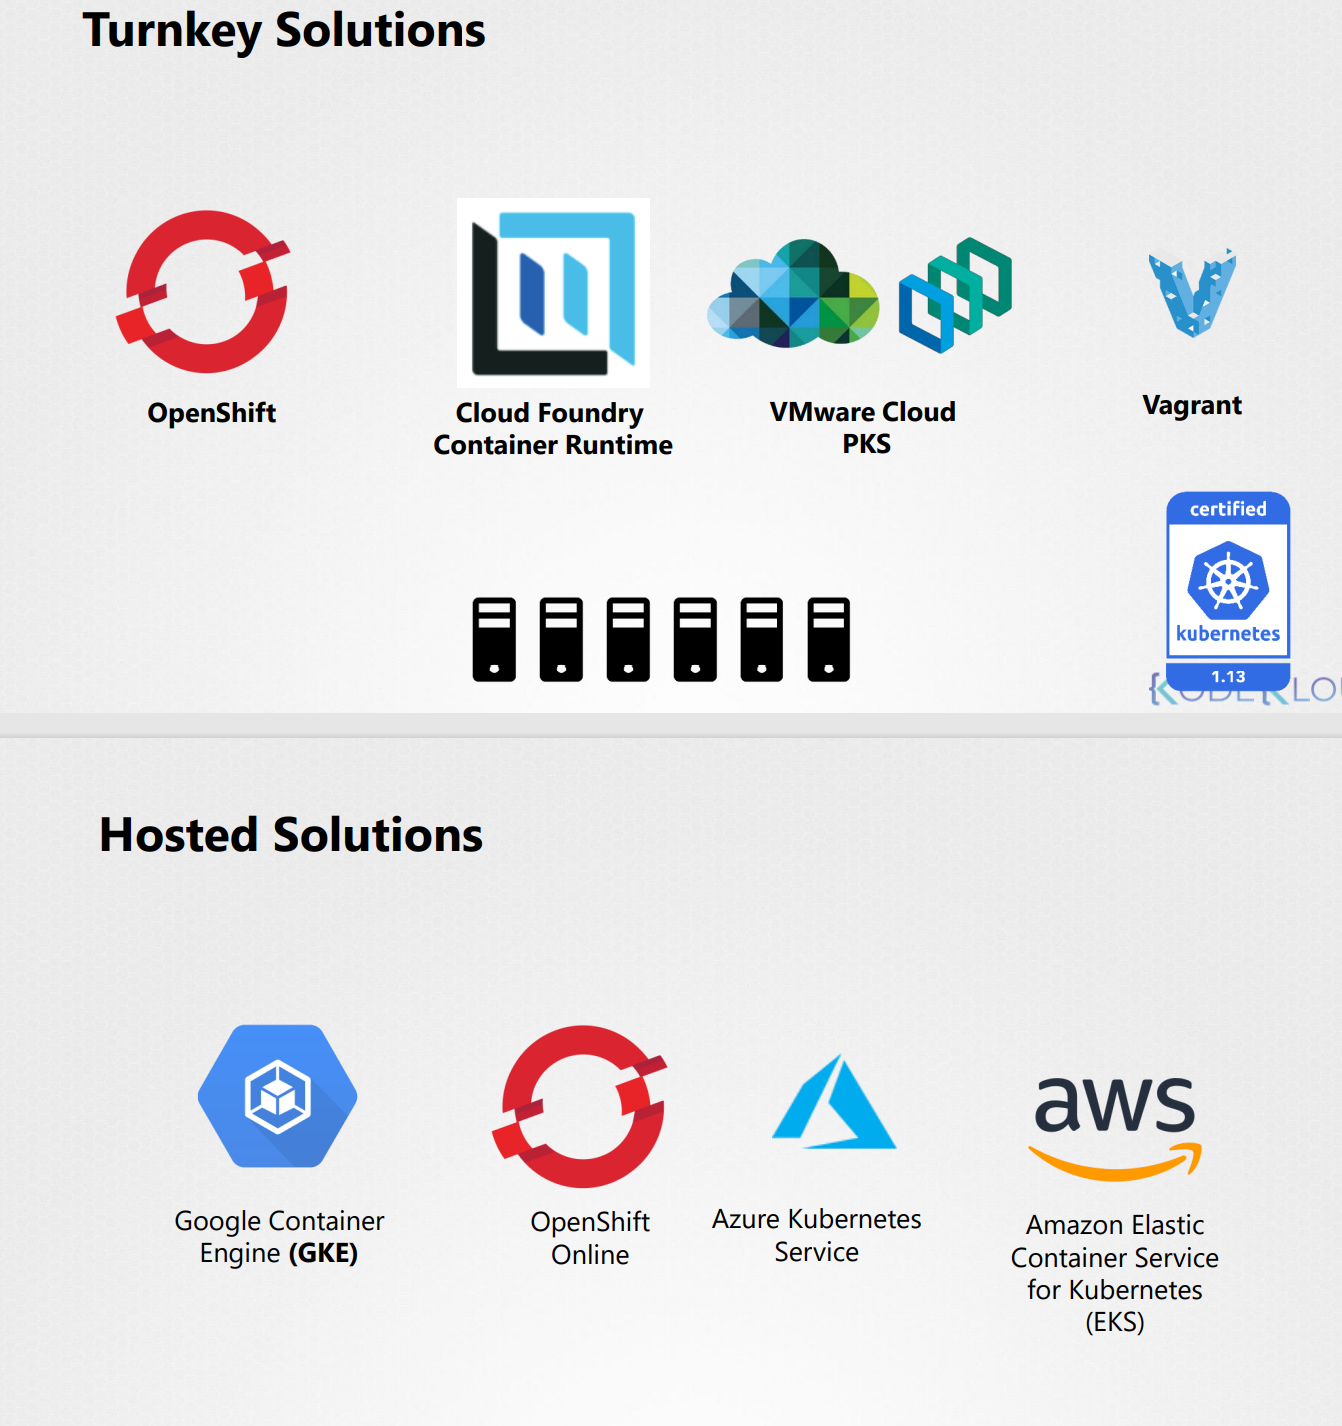 Turnkey Solutions
OpenShift
Cloud Foundry
Container Runtime
VMware Cloud
PKS
Vagrant
certified
kubernetes
1.13
Hosted Solutions
Google Container
Engine (GKE)
OpenShift
Online
Azure Kubernetes
Service
aws
Amazon Elastic
Container Service
for Kubernetes
(EKS)